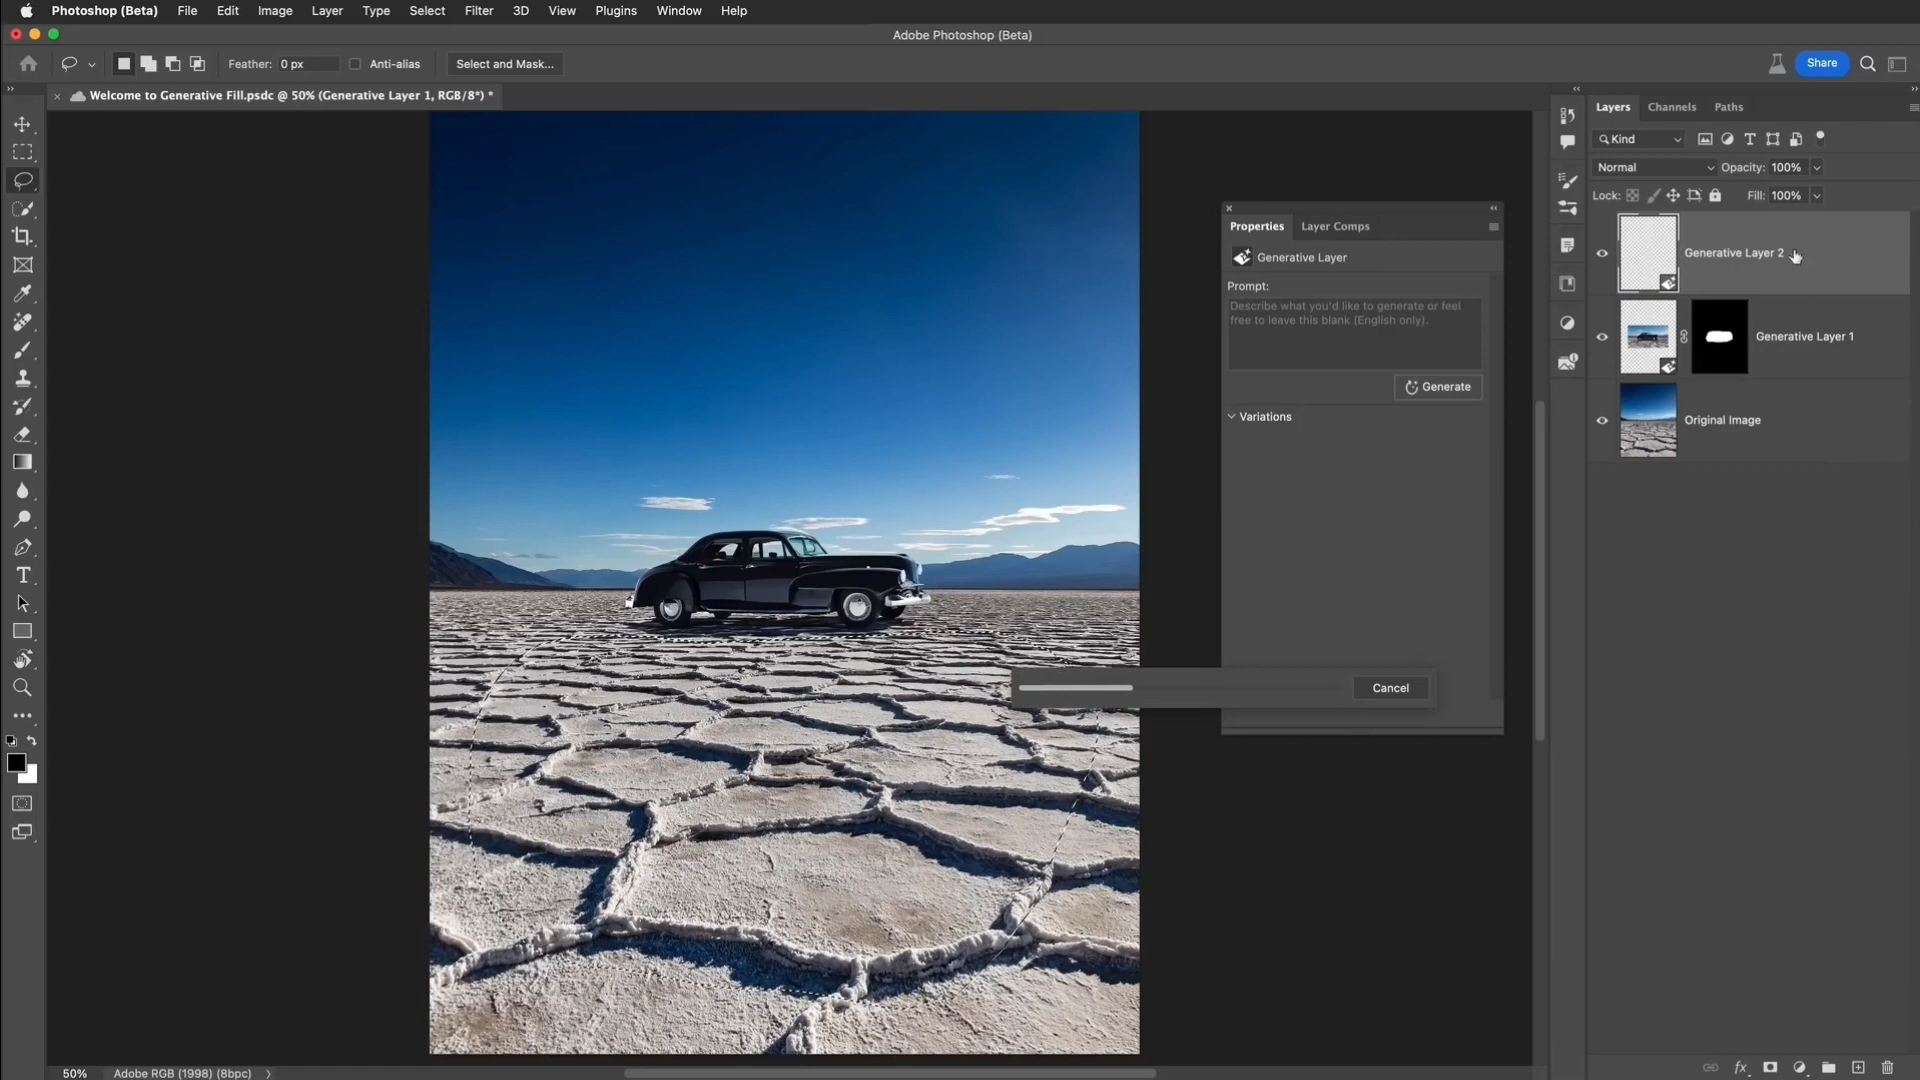 Photoshop (Beta) File Edit Image Layer Type Select Filter 3D View Plugins Window Help
Adobe Photoshop (Beta)
Feather: 0 px Anti-alias Select and Mask... Share
Welcome to Generative Fill.psdc @ 50% (Generative Layer 1, RGB/8*) *
Layers Channels Paths
Kind
Normal Opacity: 100%
Lock: Fill: 100%
Generative Layer 2
Generative Layer 1
Original Image
Properties Layer Comps
Generative Layer
Prompt:
Describe what you'd like to generate or feel
free to leave this blank (English only).
Generate
Variations
Cancel
50% Adobe RGB (1998) (8bpc)